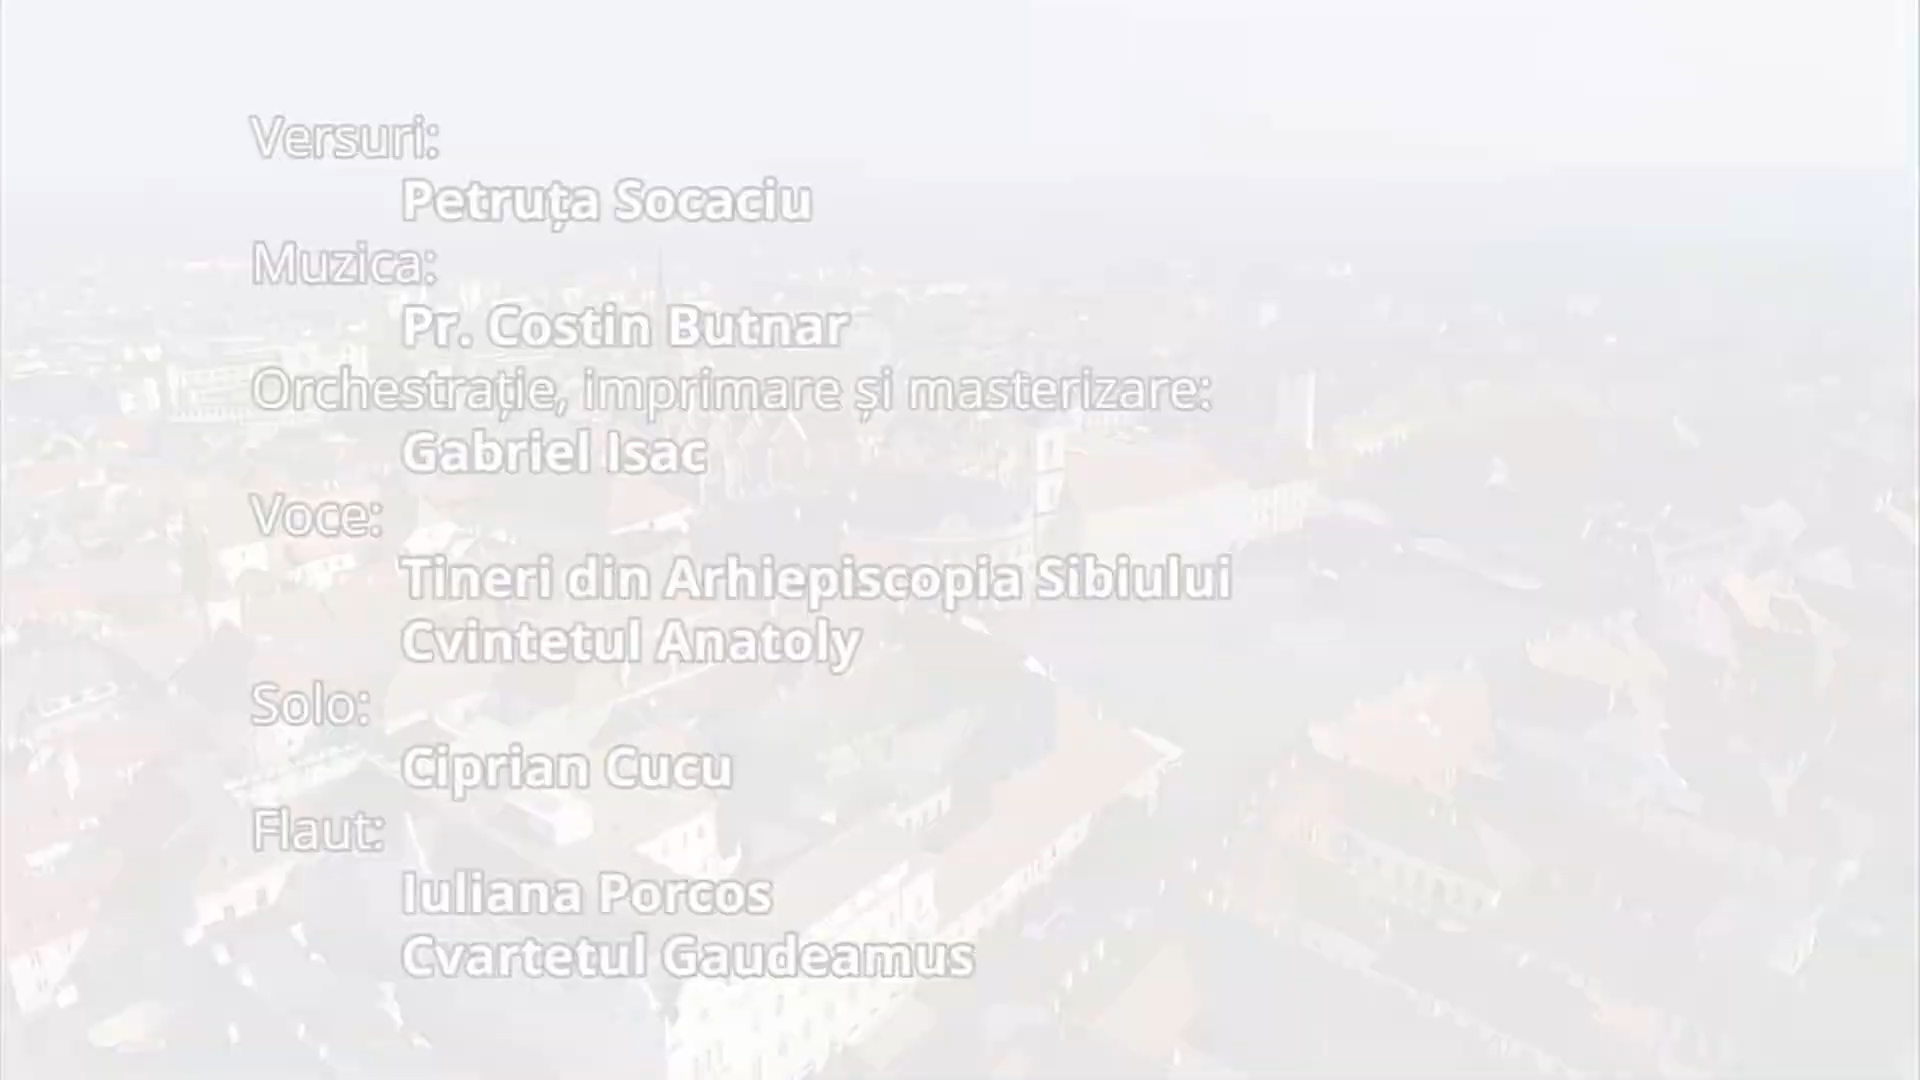 Versuri:
Petruța Socaciu
Muzica:
Pr. Costin Butnar
Orchestrație, imprimare și masterizare:
Gabriel Isac
Voce:
Tineri din Arhiepiscopia Sibiului
Cvintetul Anatoly
Solo:
Ciprian Cucu
Flaut:
Iuliana Porcos
Cvartetul Gaudeamus